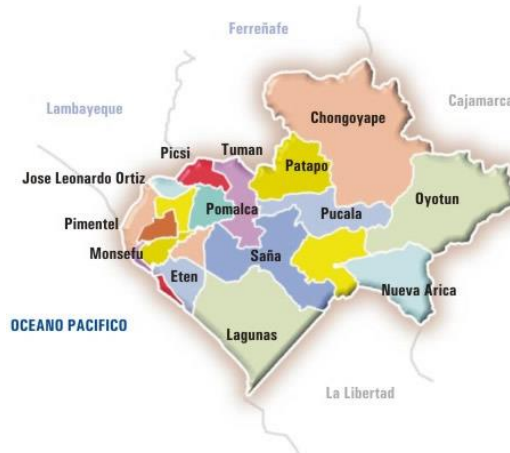 Ferreñafe
Lambayeque
Cajamarca
Chongoyape
Picsi
Tuman
Patapo
Jose Leonardo Ortiz
Oyotun
Pomalca
Pucala
Pimentel
Monsefu
Saña
Eten
Nueva Arica
OCEANO PACIFICO
Lagunas
La Libertad